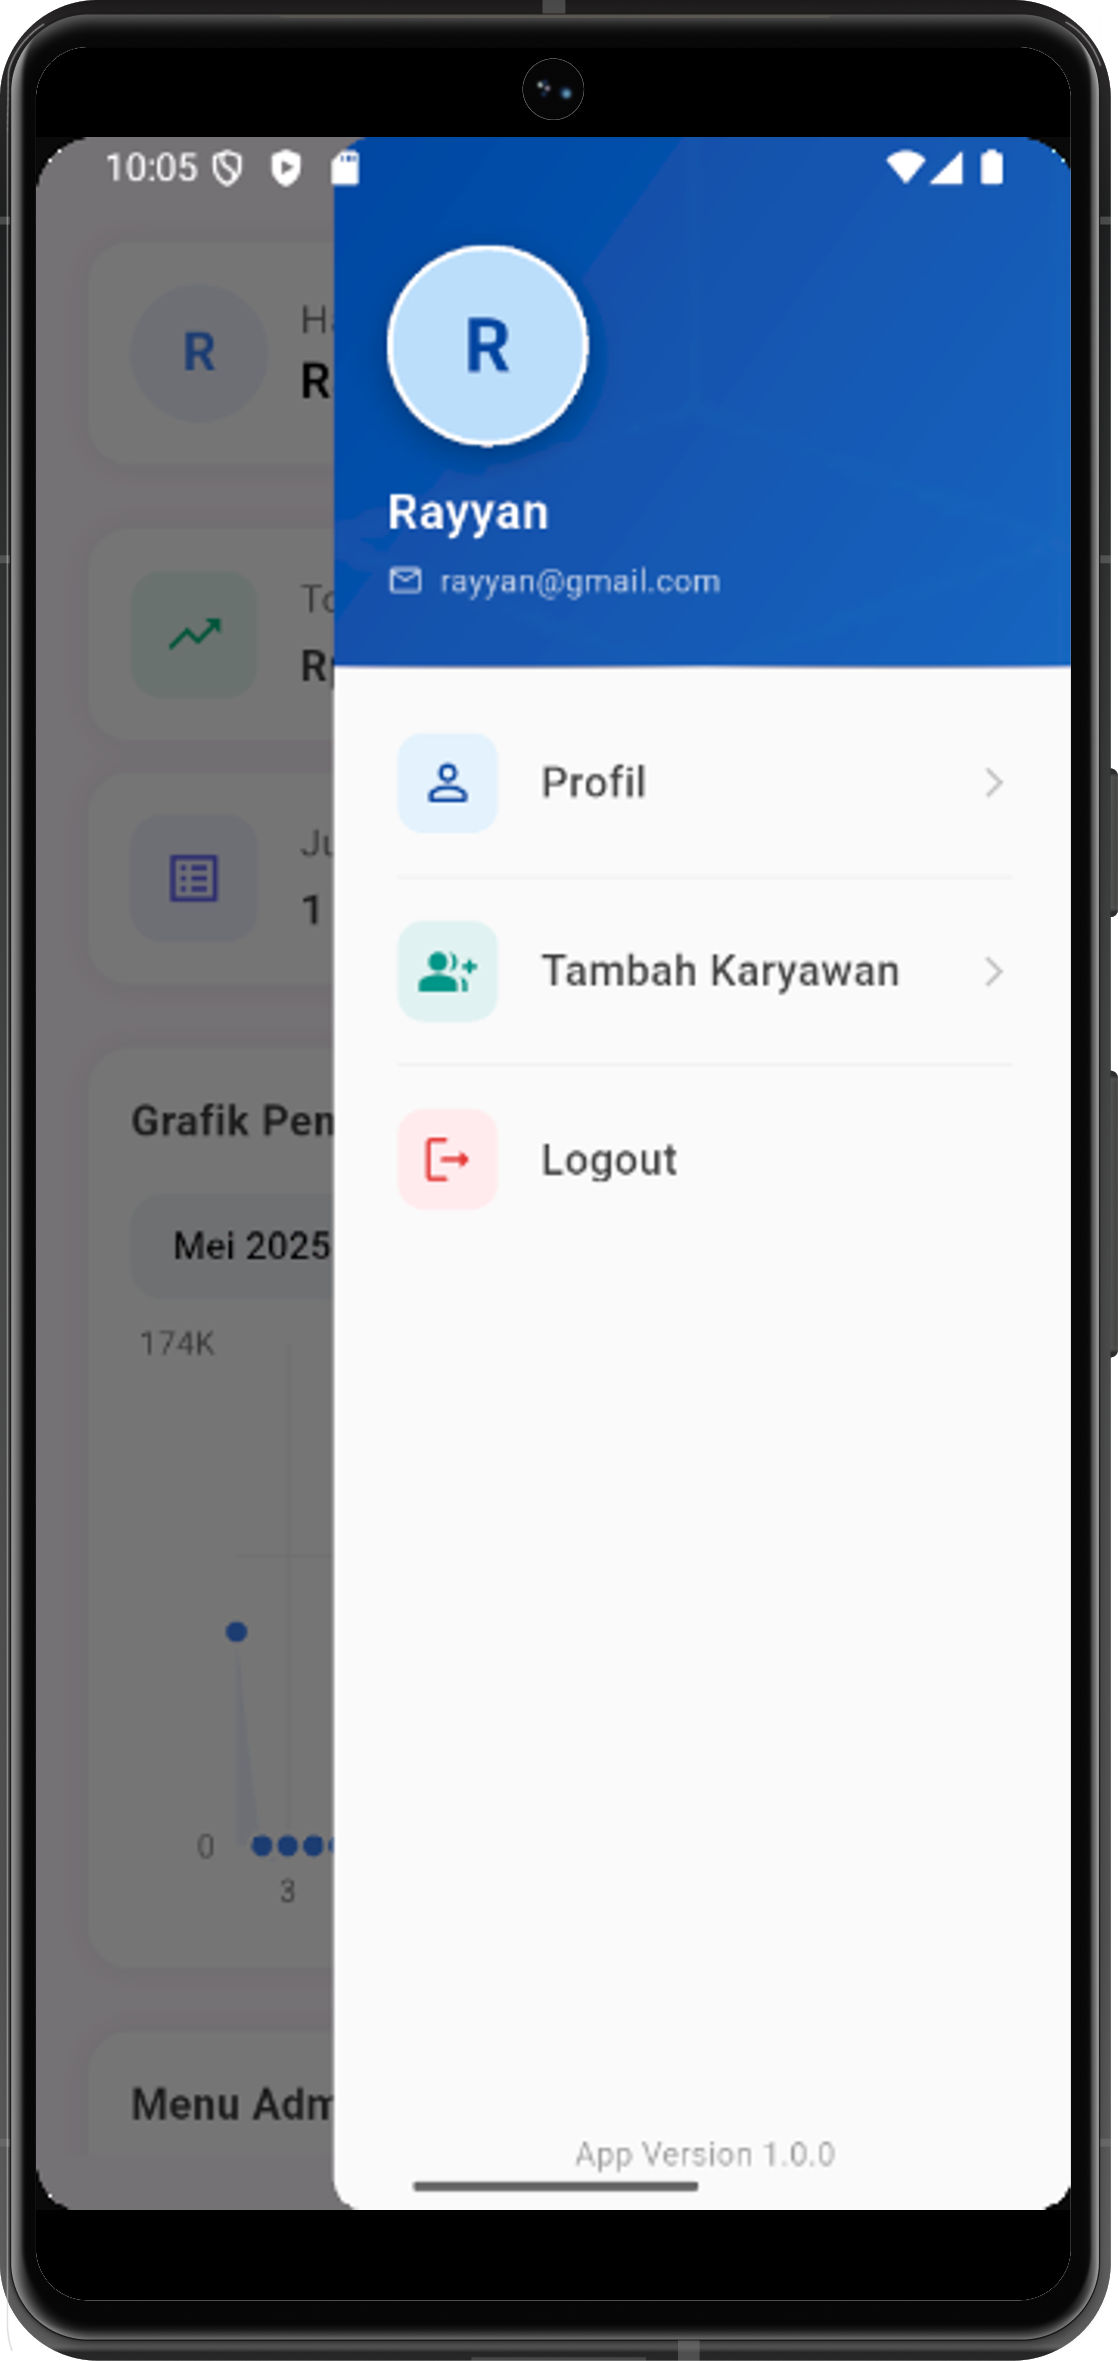 10:05
R
R
Rayyan
rayyan@gmail.com
Profil
Tambah Karyawan
Logout
Grafik Pen
Mei 2025
174K
0
3
1
Menu Adm
App Version 1.0.0